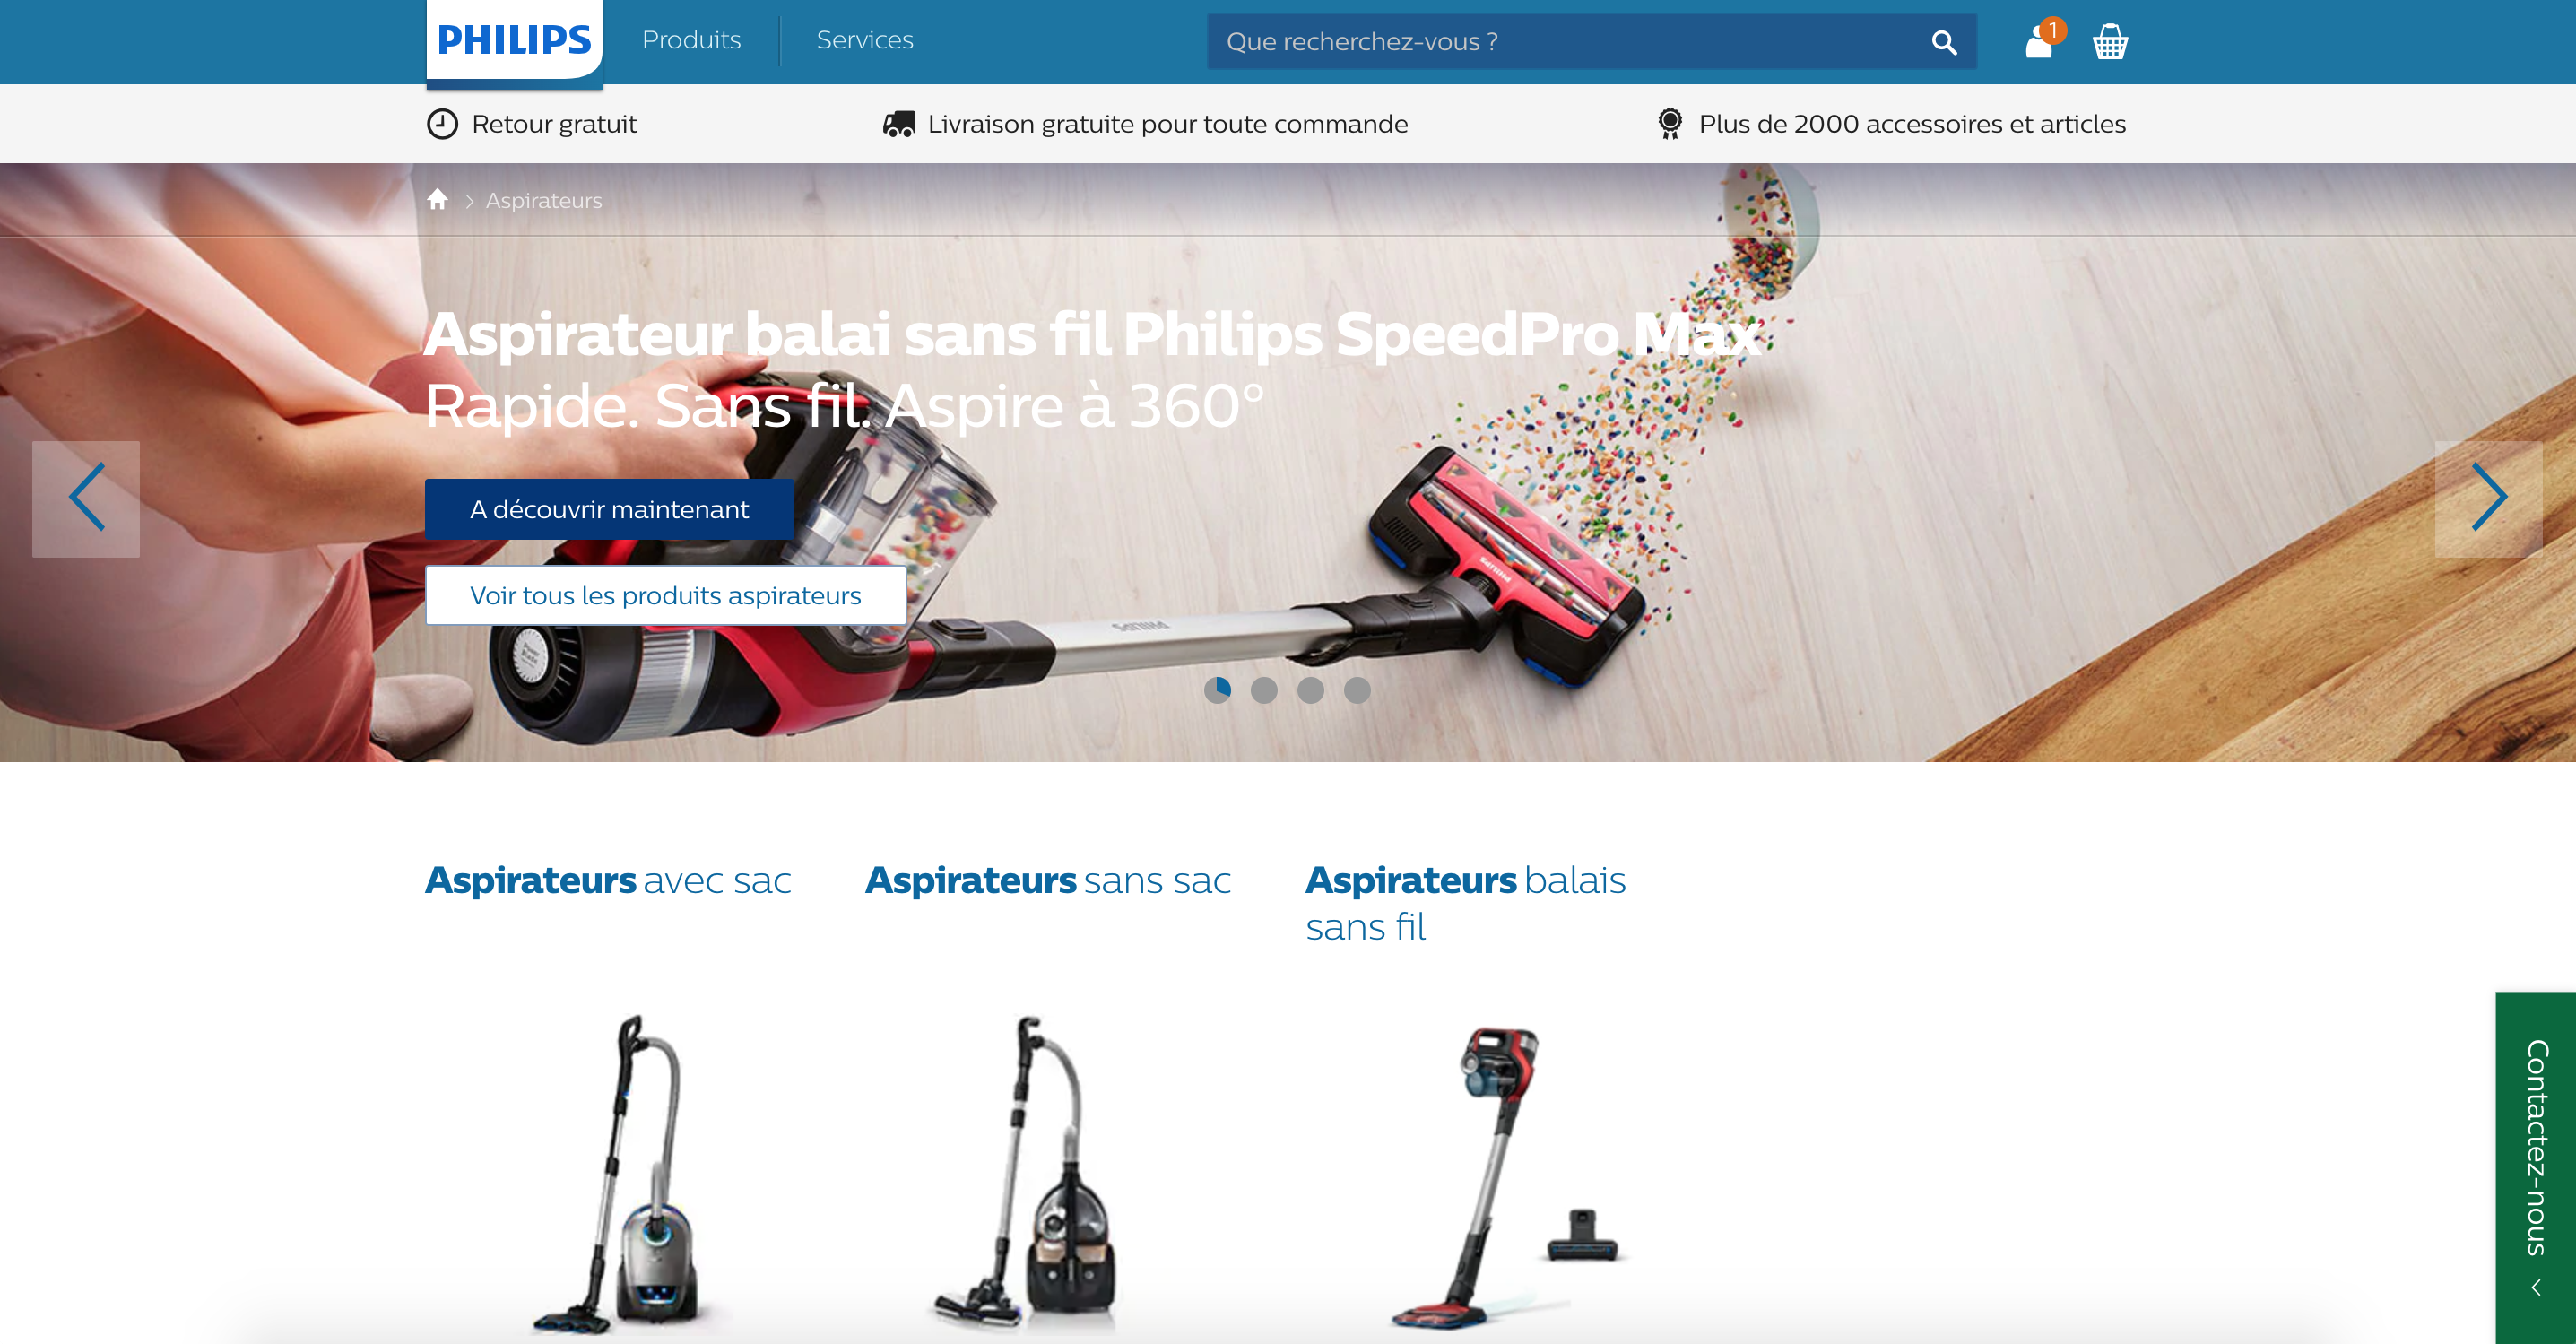 PHILIPS
Produits
Services
Que recherchez-vous ?
1
Retour gratuit
Livraison gratuite pour toute commande
Plus de 2000 accessoires et articles
Aspirateurs
Aspirateur balai sans fil Philips SpeedPro Max
Rapide. Sans fil. Aspire à 360°
A découvrir maintenant
Voir tous les produits aspirateurs
PHILIPS
PHILIPS
Aspirateurs avec sac
Aspirateurs sans sac
Aspirateurs balais
sans fil
Contactez-nous